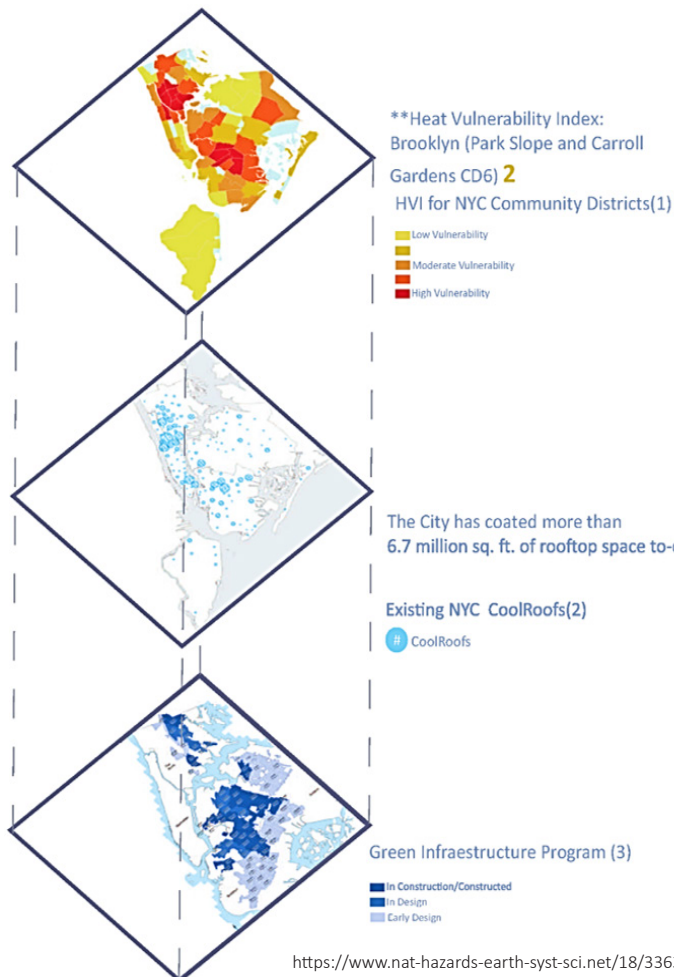 **Heat Vulnerability Index:
Brooklyn (Park Slope and Carroll
Gardens CD6) 2
HVI for NYC Community Districts(1)
Low Vulnerability
Moderate Vulnerability
High Vulnerability
The City has coated more than
6.7 million sq. ft. of rooftop space to-
Existing NYC CoolRoofs(2)
# CoolRoofs
Green Infraestructure Program (3)
In Construction/Constructed
In Design
Early Design
https://www.nat-hazards-earth-syst-sci.net/18/336